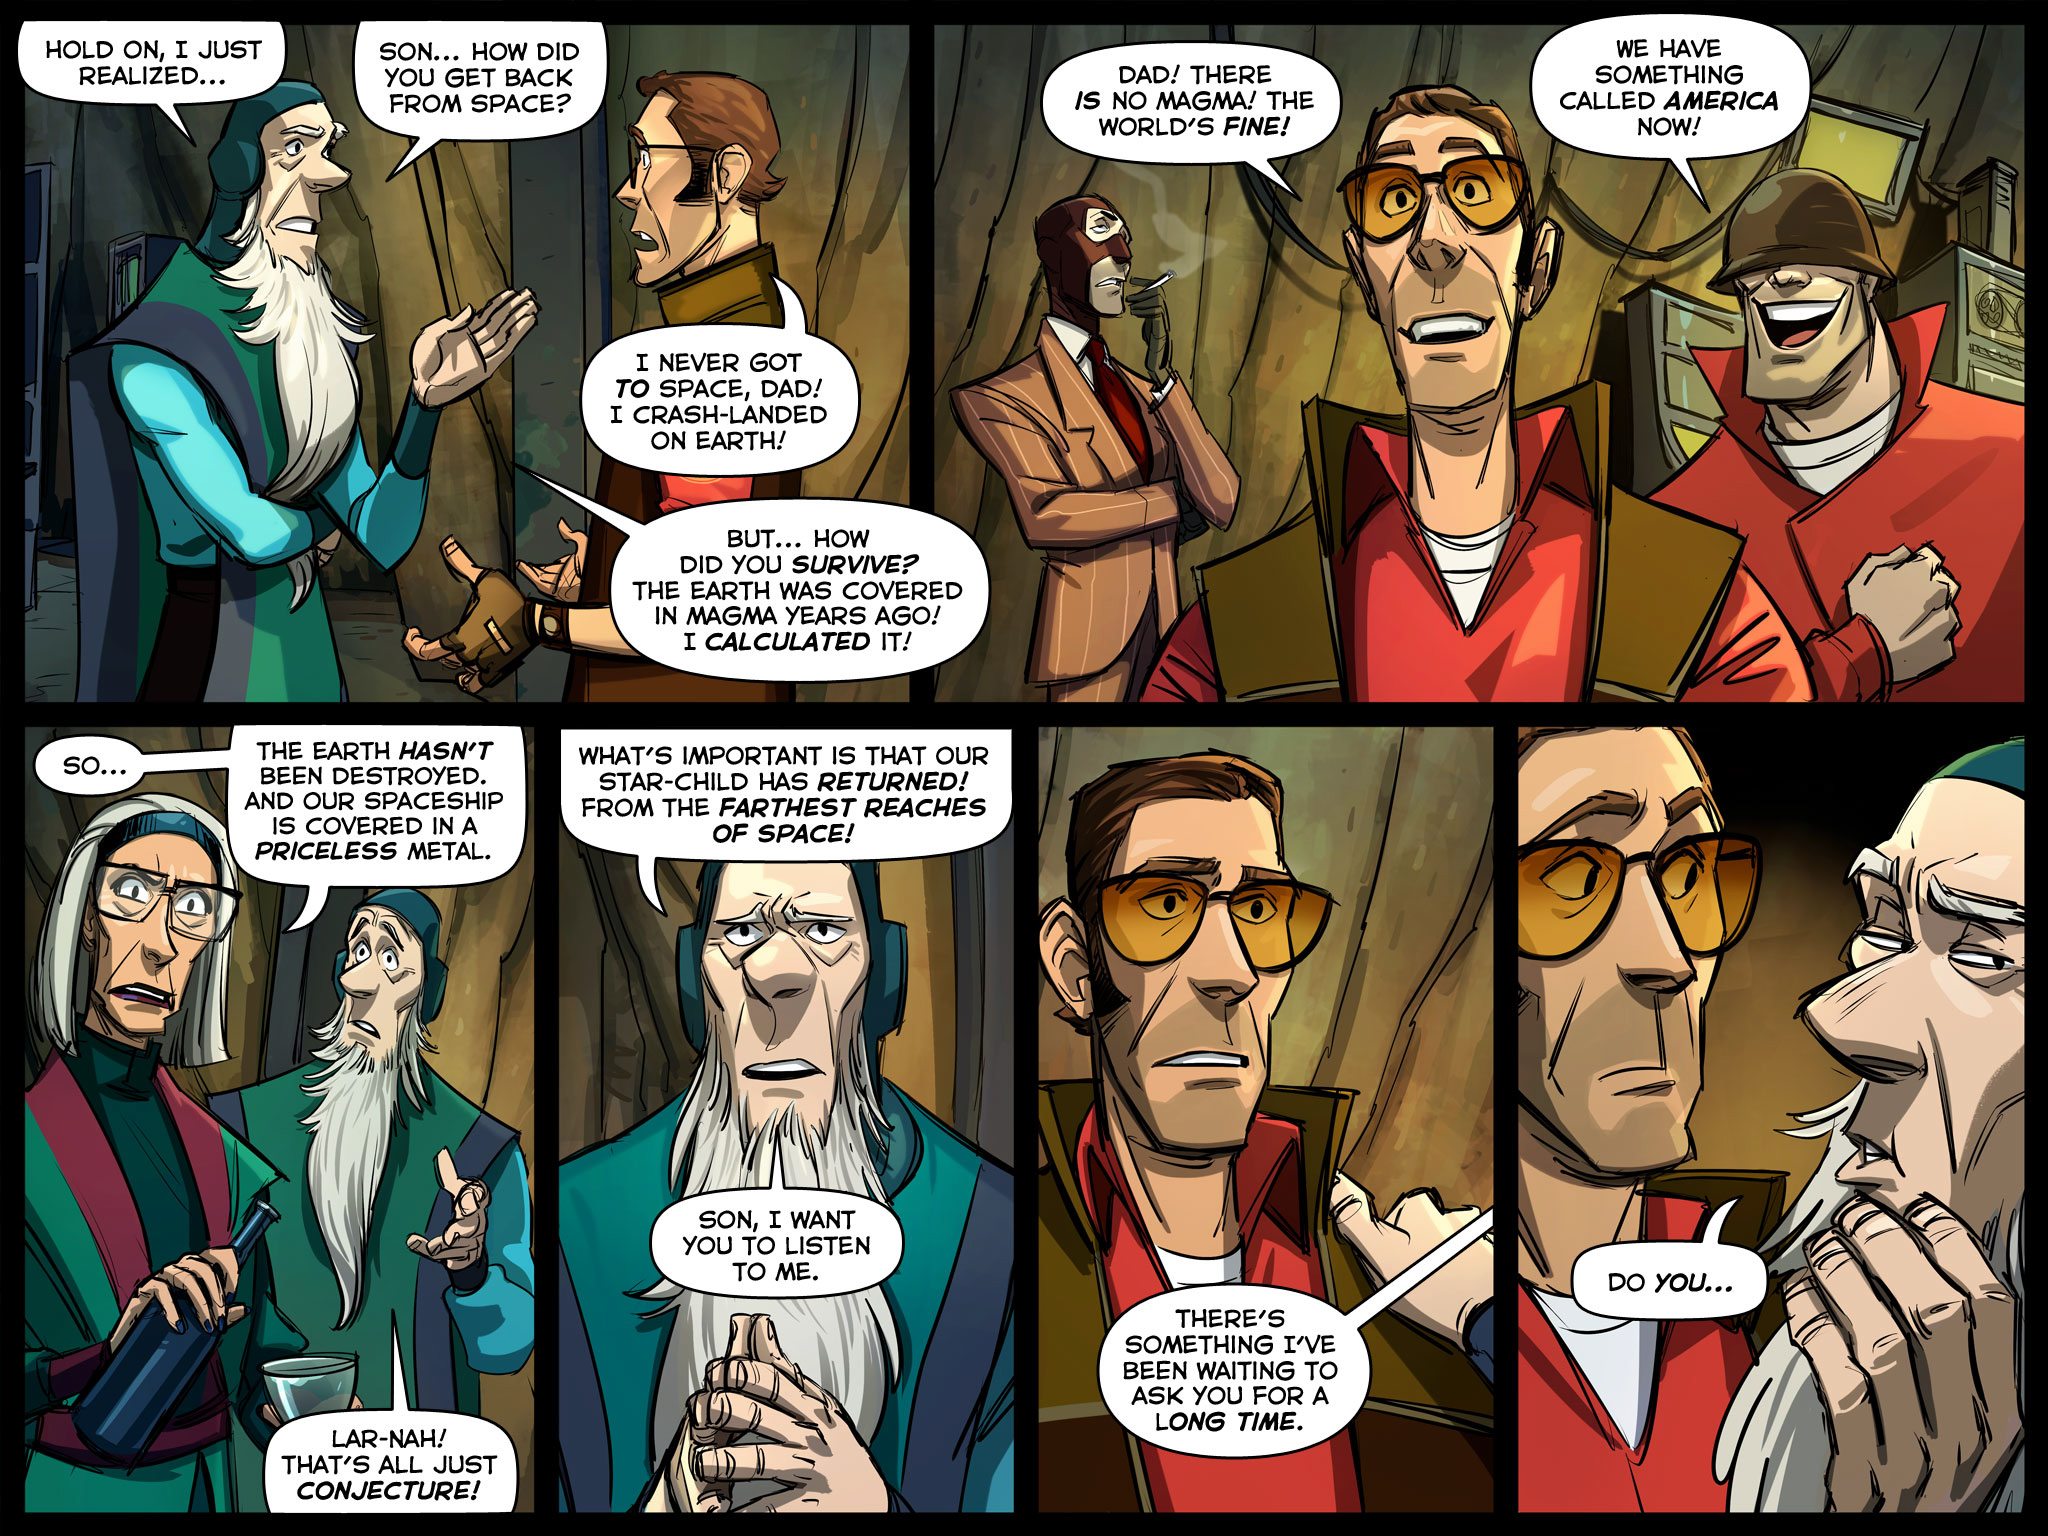 HOLD ON, I JUST
REALIZED...
SON... HOW DID
YOU GET BACK
FROM SPACE?
I NEVER GOT
TO SPACE, DAD!
I CRASH-LANDED
ON EARTH!
BUT... HOW
DID YOU SURVIVE?
THE EARTH WAS COVERED
IN MAGMA YEARS AGO!
I CALCULATED IT!
DAD! THERE
IS NO MAGMA! THE
WORLD'S FINE!
WE HAVE
SOMETHING
CALLED AMERICA
NOW!
SO...
THE EARTH HASN'T
BEEN DESTROYED.
AND OUR SPACESHIP
IS COVERED IN A
PRICELESS METAL.
LAR-NAH!
THAT'S ALL JUST
CONJECTURE!
WHAT'S IMPORTANT IS THAT OUR
STAR-CHILD HAS RETURNED!
FROM THE FARTHEST REACHES
OF SPACE!
SON, I WANT
YOU TO LISTEN
TO ME.
THERE'S
SOMETHING I'VE
BEEN WAITING TO
ASK YOU FOR A
LONG TIME.
DO YOU...